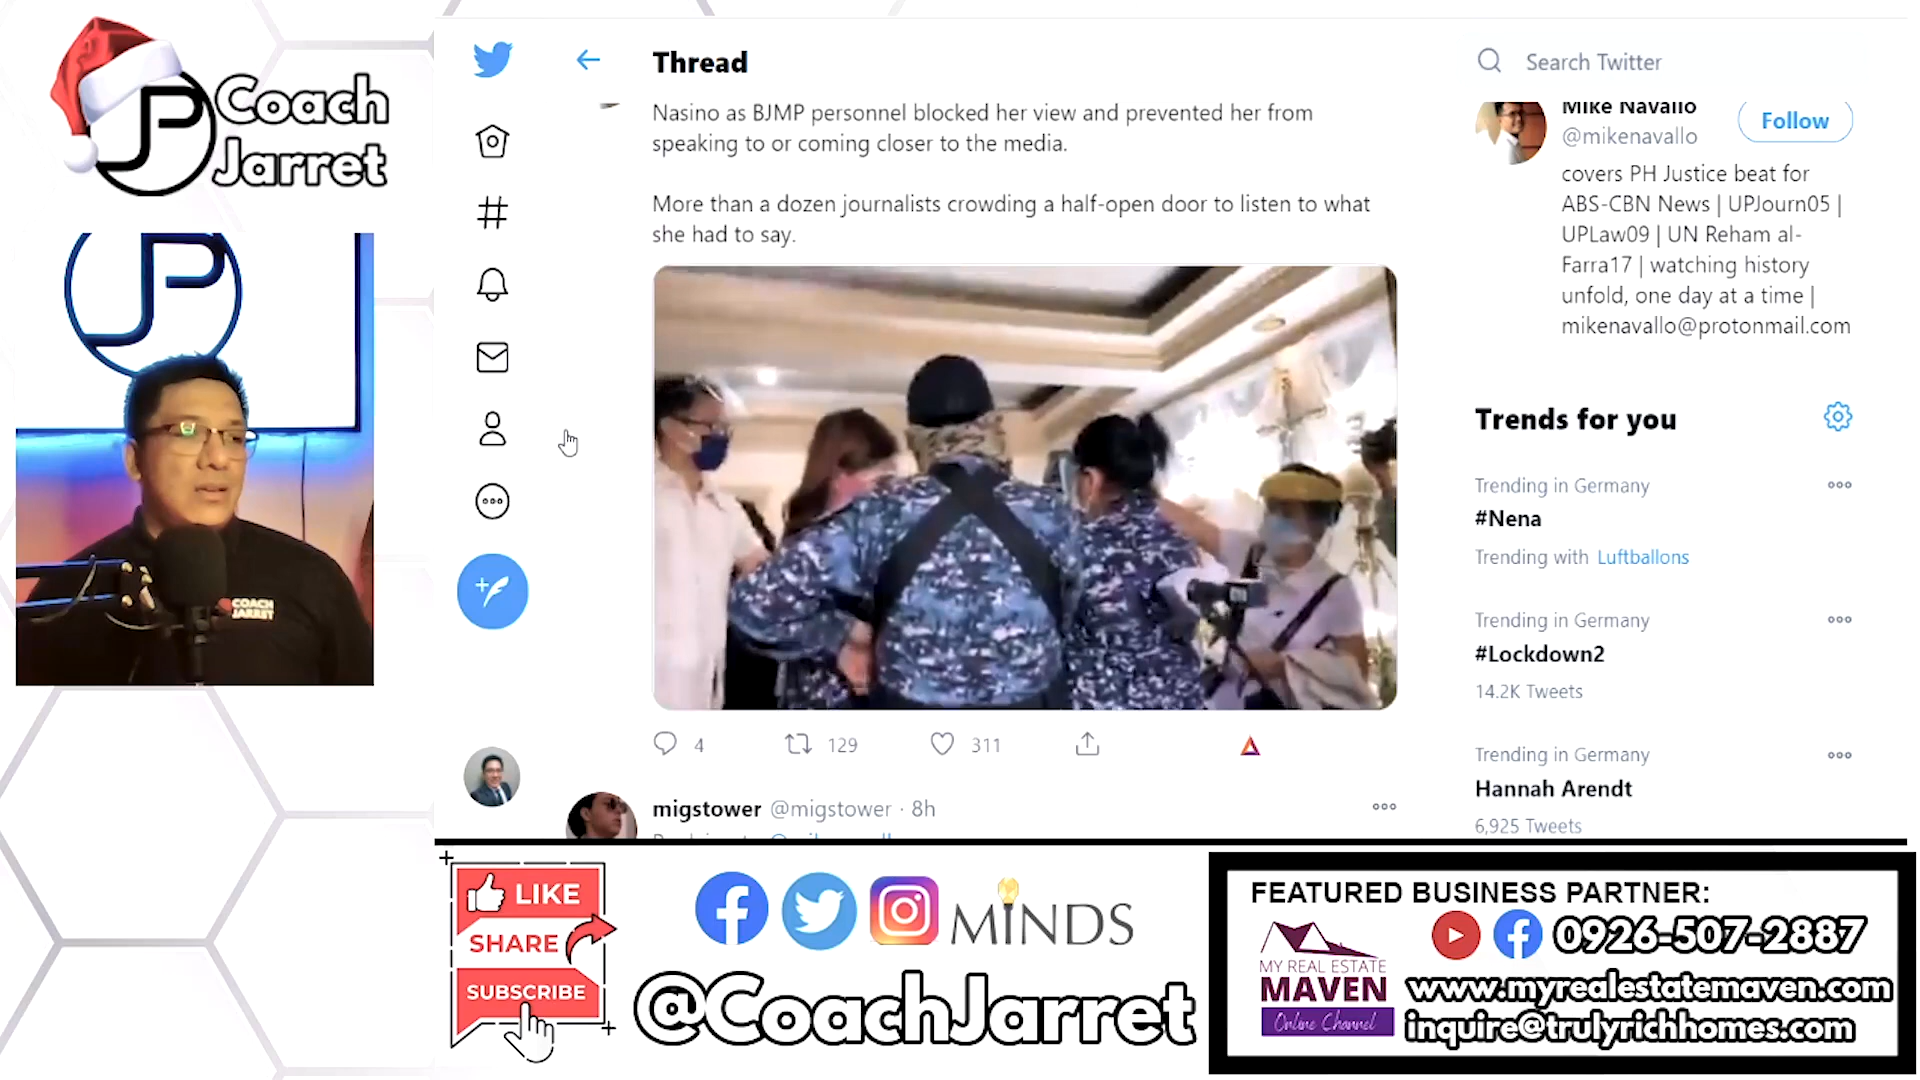 Coach
Jarret
COACH
JARRET
Thread
Nasino as BJMP personnel blocked her view and prevented her from
speaking to or coming closer to the media.
More than a dozen journalists crowding a half-open door to listen to what
she had to say.
4
129
311
migstower @migstower · 8h
Search Twitter
Mike Navallo
@mikenavallo
Follow
covers PH Justice beat for
ABS-CBN News | UPJourn05 |
UPLaw09 | UN Reham al-
Farra17 | watching history
unfold, one day at a time |
mikenavallo@protonmail.com
Trends for you
Trending in Germany
#Nena
Trending with Luftballons
Trending in Germany
#Lockdown2
14.2K Tweets
Trending in Germany
Hannah Arendt
6,925 Tweets
LIKE
SHARE
SUBSCRIBE
MINDS
@CoachJarret
FEATURED BUSINESS PARTNER:
0926-507-2887
MY REAL ESTATE
MAVEN
Online Channel
www.myrealestatemaven.com
inquire@trulyrichhomes.com